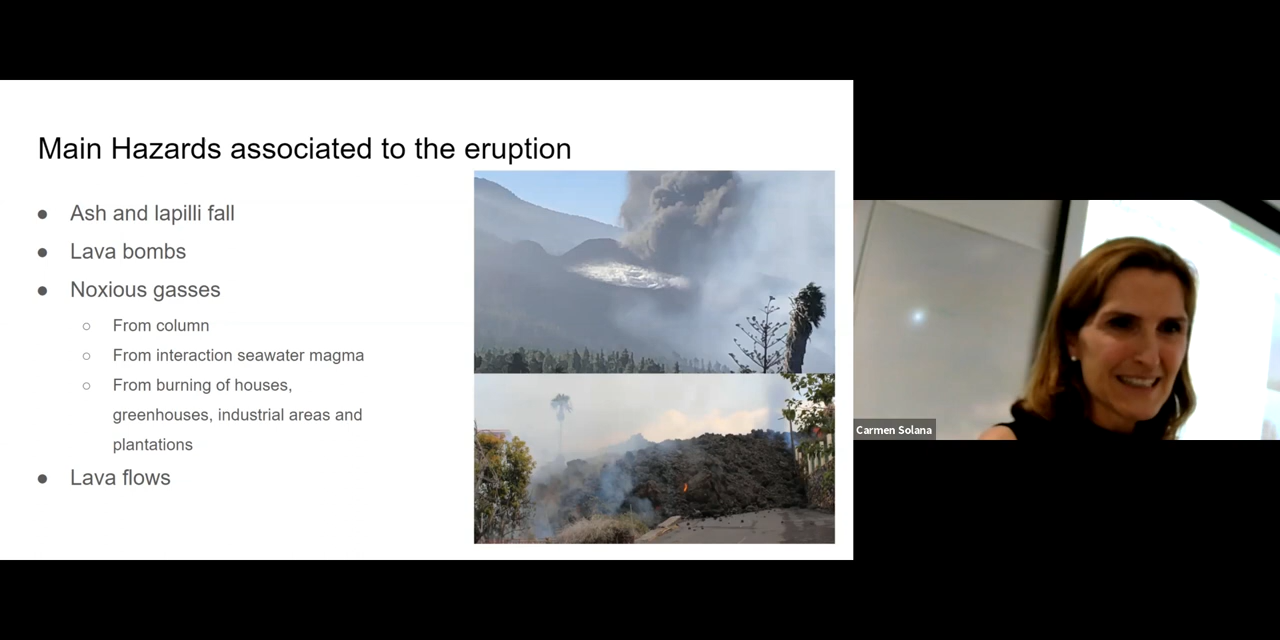 Main Hazards associated to the eruption
● Ash and lapilli fall
● Lava bombs
● Noxious gasses
○ From column
○ From interaction seawater magma
○ From burning of houses,
greenhouses, industrial areas and
plantations
● Lava flows
Carmen Solana